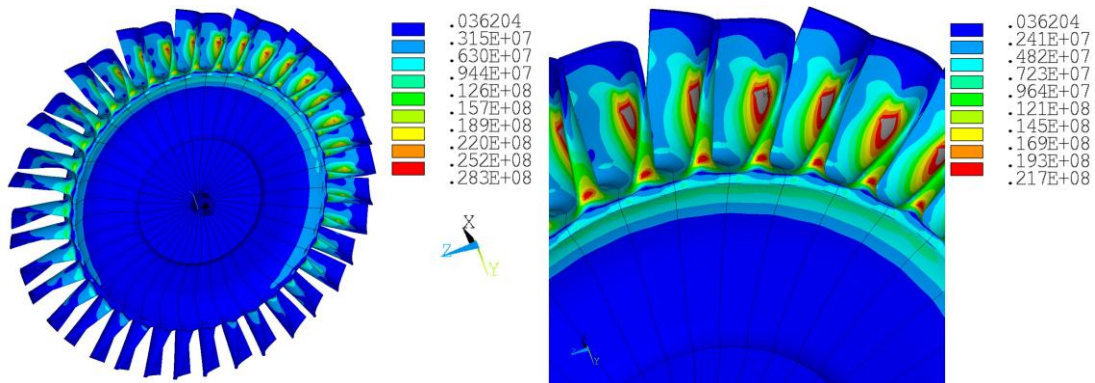 .036204
.315E+07
.630E+07
.944E+07
.126E+08
.157E+08
.189E+08
.220E+08
.252E+08
.283E+08
X
Z
Y
.036204
.241E+07
.482E+07
.723E+07
.964E+07
.121E+08
.145E+08
.169E+08
.193E+08
.217E+08
Y